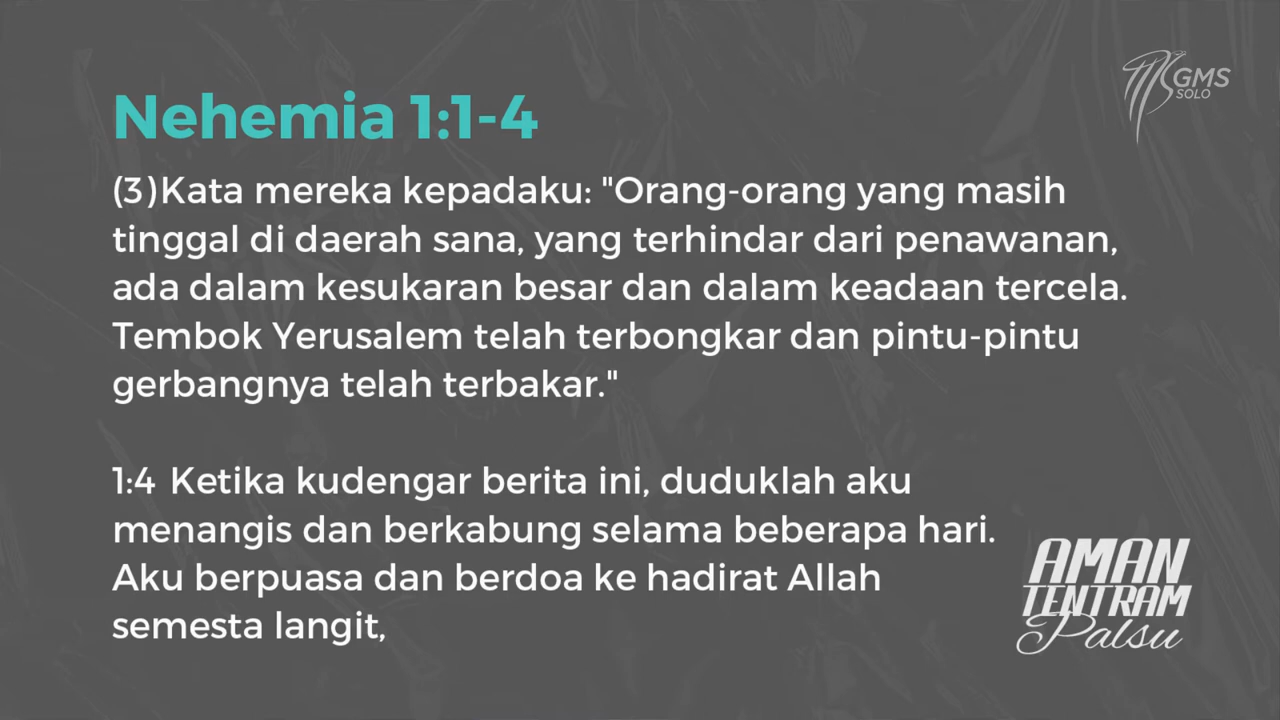 GMS
SOLO
Nehemia 1:1-4
(3)Kata mereka kepadaku: "Orang-orang yang masih
tinggal di daerah sana, yang terhindar dari penawanan,
ada dalam kesukaran besar dan dalam keadaan tercela.
Tembok Yerusalem telah terbongkar dan pintu-pintu
gerbangnya telah terbakar."
1:4 Ketika kudengar berita ini, duduklah aku
menangis dan berkabung selama beberapa hari.
Aku berpuasa dan berdoa ke hadirat Allah
semesta langit,
AMAN
TENTRAM
Palsu